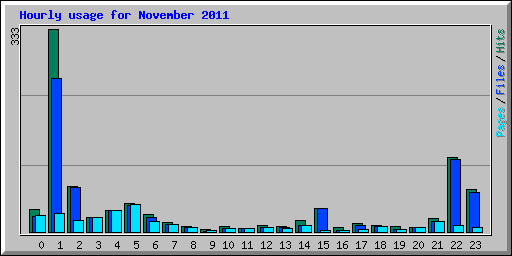 Hourly usage for November 2011
333
Pages/Files/Hits
0 1 2 3 4 5 6 7 8 9 10 11 12 13 14 15 16 17 18 19 20 21 22 23